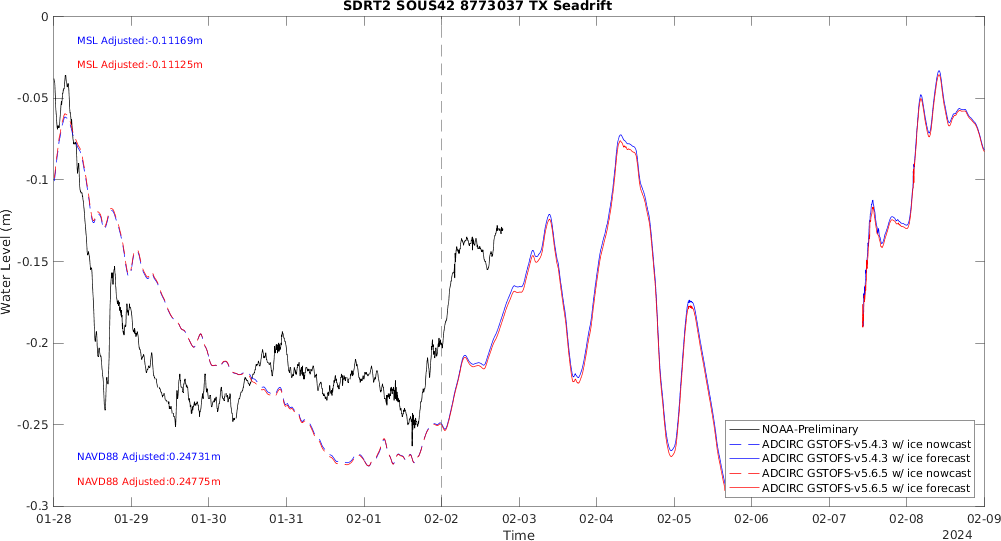 SDRT2 SOUS42 8773037 TX Seadrift
MSL Adjusted:-0.11169m
MSL Adjusted:-0.11125m
0
-0.05
-0.1
-0.15
-0.2
-0.25
-0.3
Water Level (m)
NAVD88 Adjusted:0.24731m
NAVD88 Adjusted:0.24775m
NOAA-Preliminary
ADCIRC GSTOFS-v5.4.3 w/ ice nowcast
ADCIRC GSTOFS-v5.4.3 w/ ice forecast
ADCIRC GSTOFS-v5.6.5 w/ ice nowcast
ADCIRC GSTOFS-v5.6.5 w/ ice forecast
01-28 01-29 01-30 01-31 02-01 02-02 02-03 02-04 02-05 02-06 02-07 02-08 02-09
Time
2024